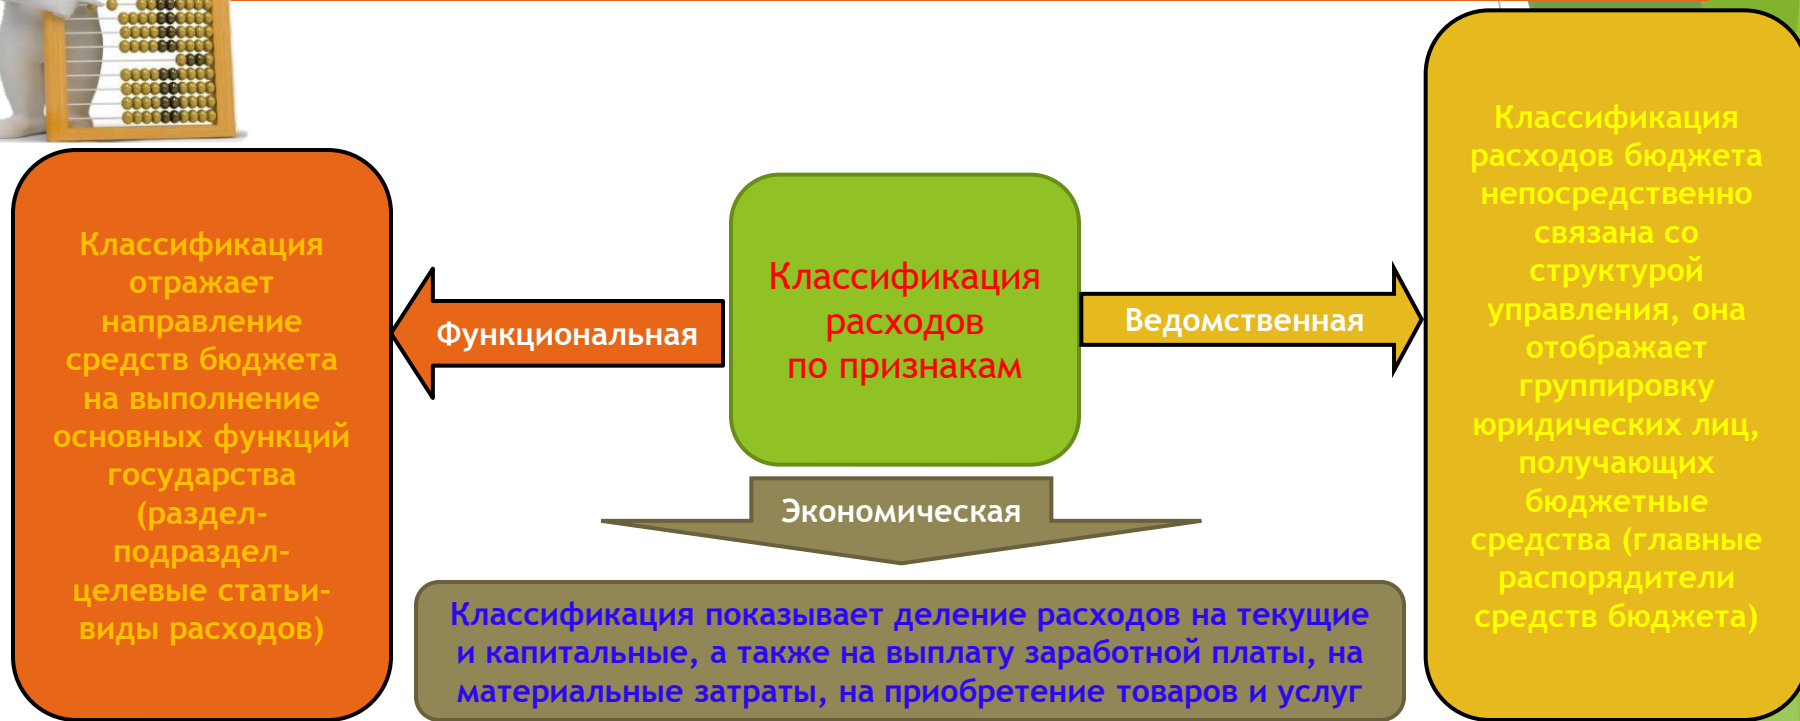 Классификация
расходов
по признакам
Функциональная
Классификация
отражает
направление
средств бюджета
на выполнение
основных функций
государства
(раздел-
подраздел-
целевые статьи-
виды расходов)
Ведомственная
Классификация
расходов бюджета
непосредственно
связана со
структурой
управления, она
отображает
группировку
юридических лиц,
получающих
бюджетные
средства (главные
распорядители
средств бюджета)
Экономическая
Классификация показывает деление расходов на текущие
и капитальные, а также на выплату заработной платы, на
материальные затраты, на приобретение товаров и услуг